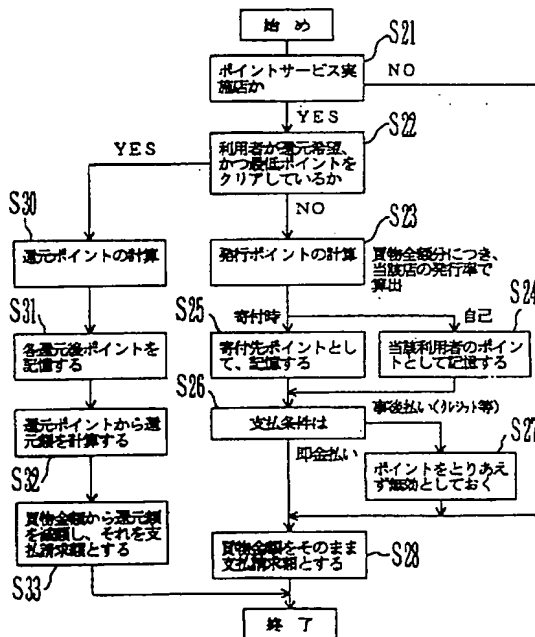 始め
S21
ポイントサービス実
施店か
NO
YES
S22
利用者が還元希望、
かつ最低ポイントを
クリアしているか
YES
NO
S30
還元ポイントの計算
S23
発行ポイントの計算
買物金額分につき、
当該店の発行率で
算出
S31
各還元後ポイントを
記憶する
寄付時
自己
S25
寄付先ポイントとし
て、記憶する
S24
当該利用者のポイン
トとして記憶する
還元ポイントから還
元額を計算する
S32
S26
支払条件は
事後払い(クレジット等)
即金払い
S27
ポイントをとりあえ
ず無効としておく
買物金額から還元額
を減額し、それを支
払請求額とする
S33
買物金額をそのまま
支払請求額とする
S28
終了